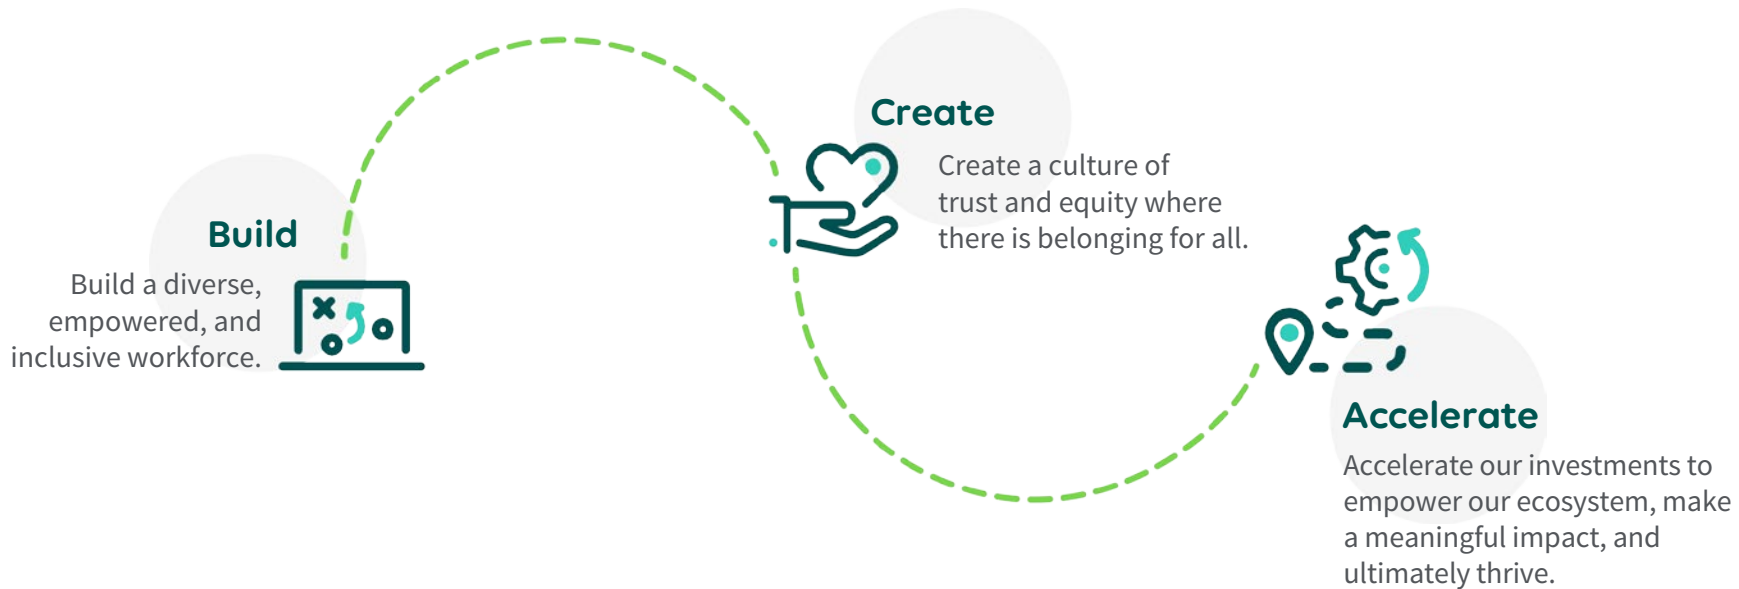 Build
Build a diverse,
empowered, and
inclusive workforce.
Create
Create a culture of
trust and equity where
there is belonging for all.
Accelerate
Accelerate our investments to
empower our ecosystem, make
a meaningful impact, and
ultimately thrive.